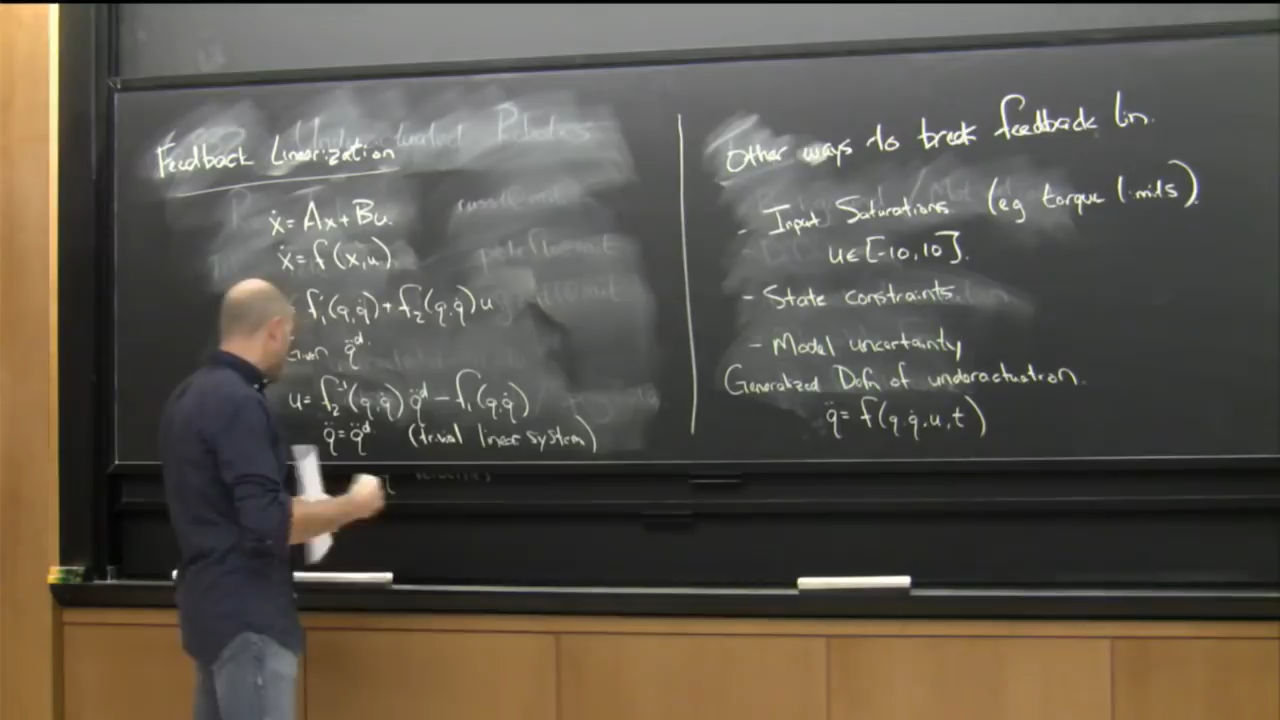 Feedback Linearization
ẋ = Ax + Bu.
ẋ = f(x,u)
f₁(q,q̇) + f₂(q,q̇)u
Given q̈ᵈ.
u = f₂⁻¹(q,q̇) q̈ᵈ - f₁(q,q̇)
q̈ = q̈ᵈ (trivial linear system)
Other ways to break feedback lin.
- Input Saturations (eg torque limits).
u∈[-10,10].
- State constraints
- Model uncertainty
Generalized Defn of underactuation.
q̈ = f(q,q̇,u,t)